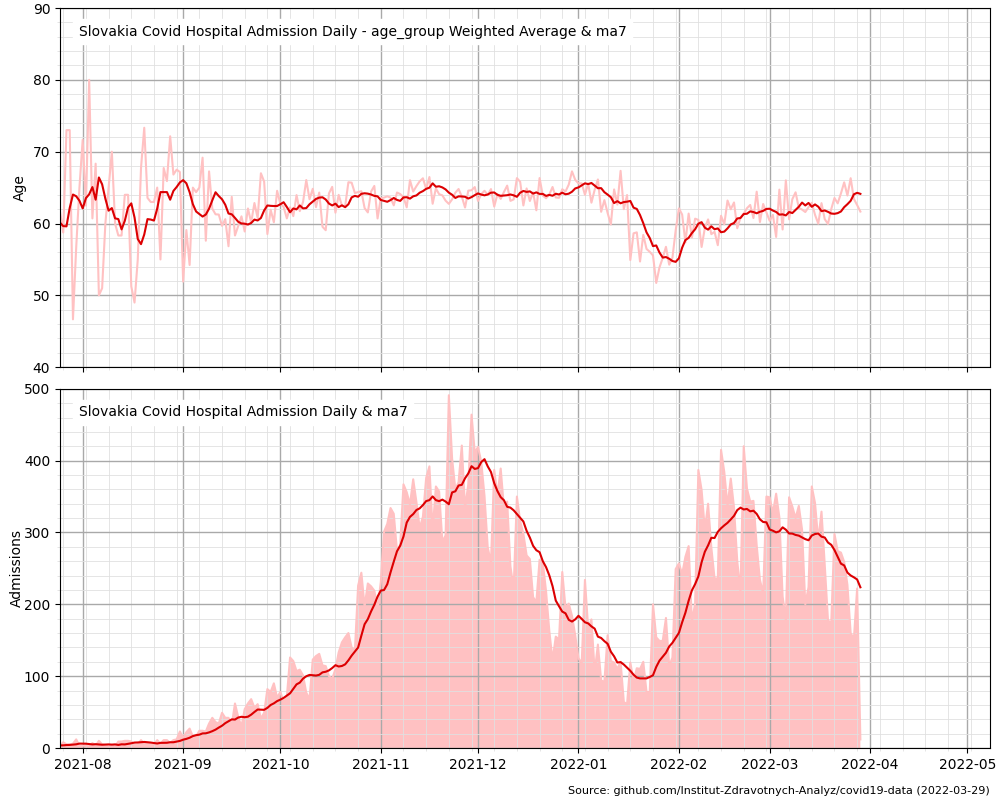 90
Slovakia Covid Hospital Admission Daily - age_group Weighted Average & ma7
80
70
Age
60
50
40
500
Slovakia Covid Hospital Admission Daily & ma7
400
300
Admissions
200
100
0
2021-08 2021-09 2021-10 2021-11 2021-12 2022-01 2022-02 2022-03 2022-04 2022-05
Source: github.com/Institut-Zdravotnych-Analyz/covid19-data (2022-03-29)